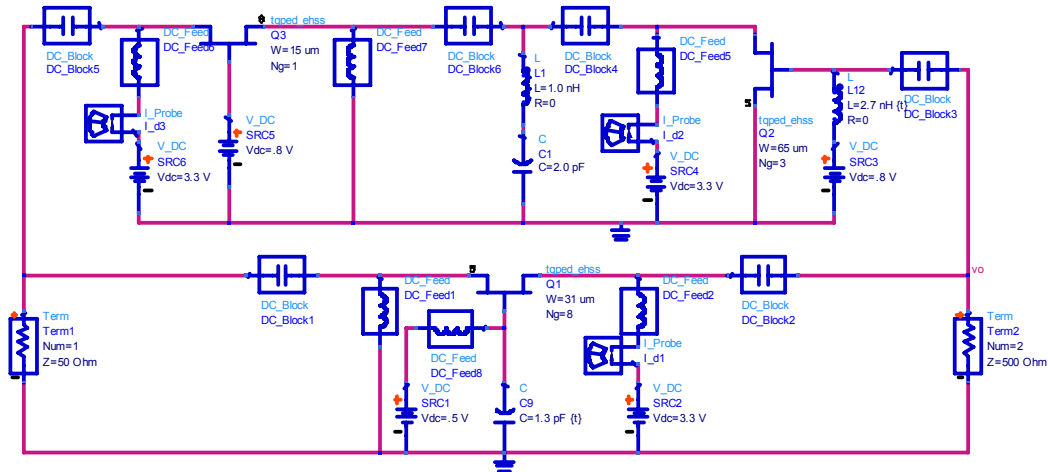 DC_Block
DC_Block5
DC_Feed
DC_Feed6
I_Probe
I_d3
V_DC
SRC6
Vdc=3.3 V
tqped_ehss
Q3
W=15 um
Ng=1
V_DC
SRC5
Vdc=.8 V
DC_Feed
DC_Feed7
DC_Block
DC_Block6
L
L1
L=1.0 nH
R=0
C
C1
C=2.0 pF
DC_Block
DC_Block4
DC_Feed
DC_Feed5
I_Probe
I_d2
V_DC
SRC4
Vdc=3.3 V
tqped_ehss
Q2
W=65 um
Ng=3
L
L12
L=2.7 nH {t}
R=0
V_DC
SRC3
Vdc=.8 V
DC_Block
DC_Block3
Term
Term1
Num=1
Z=50 Ohm
DC_Block
DC_Block1
DC_Feed
DC_Feed1
DC_Feed
DC_Feed8
V_DC
SRC1
Vdc=.5 V
C
C9
C=1.3 pF {t}
tqped_ehss
Q1
W=31 um
Ng=8
DC_Feed
DC_Feed2
I_Probe
I_d1
V_DC
SRC2
Vdc=3.3 V
DC_Block
DC_Block2
vo
Term
Term2
Num=2
Z=500 Ohm